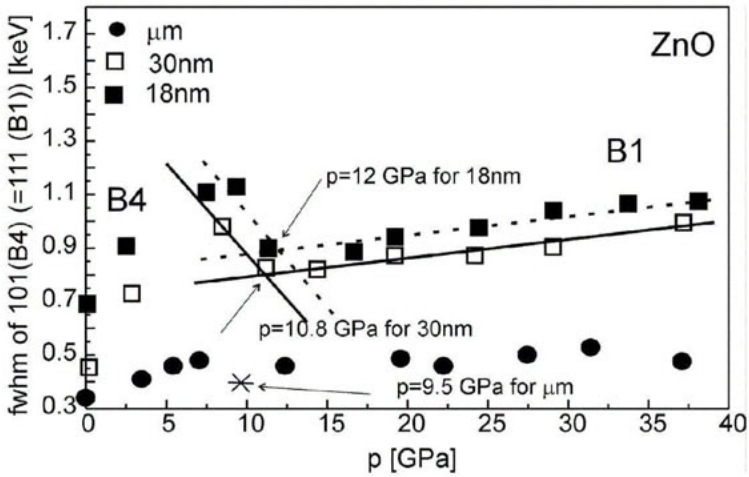 fwhm of 101(B4) (=111 (B1)) [keV]
1.7
1.5
1.3
1.1
0.9
0.7
0.5
0.3
μm
30nm
18nm
ZnO
B4
B1
p=12 GPa for 18nm
p=10.8 GPa for 30nm
p=9.5 GPa for μm
0
5
10
15
20
25
30
35
40
p [GPa]